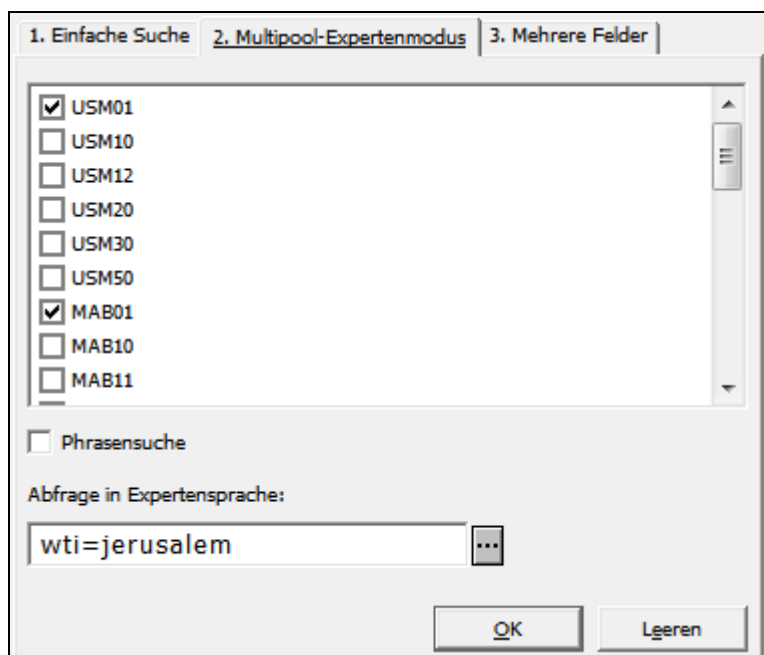 1. Einfache Suche 2. Multipool-Expertenmodus 3. Mehrere Felder
USM01
USM10
USM12
USM20
USM30
USM50
MAB01
MAB10
MAB11
Phrasensuche
Abfrage in Expertensprache:
wti=jerusalem ...
OK Leeren